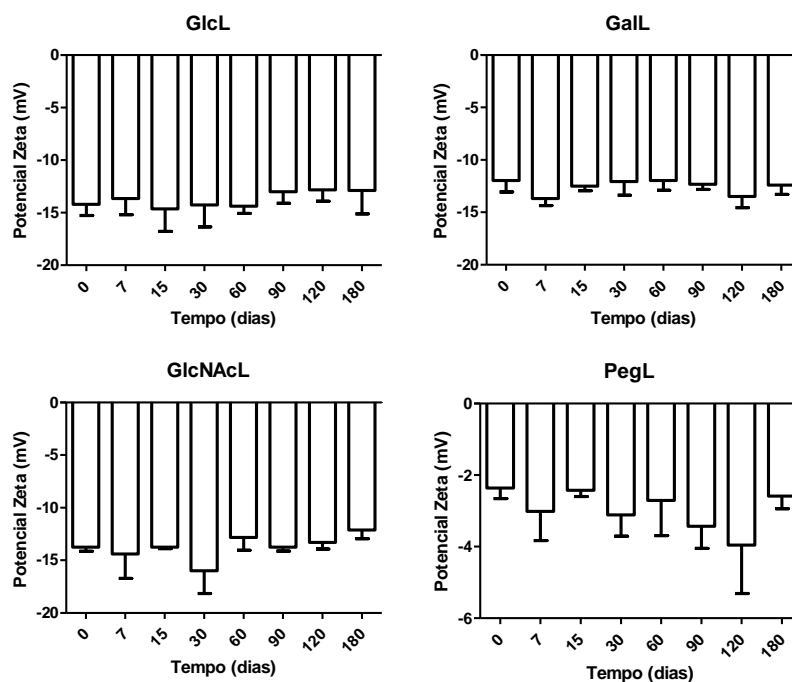 GlcL
Potencial Zeta (mV)
0
-5
-10
-15
-20
0 7 15 30 60 90 120 180
Tempo (dias)
GalL
Potencial Zeta (mV)
0
-5
-10
-15
-20
0 7 15 30 60 90 120 180
Tempo (dias)
GlcNAcL
Potencial Zeta (mV)
0
-5
-10
-15
-20
0 7 15 30 60 90 120 180
Tempo (dias)
PegL
Potencial Zeta (mV)
0
-2
-4
-6
0 7 15 30 60 90 120 180
Tempo (dias)